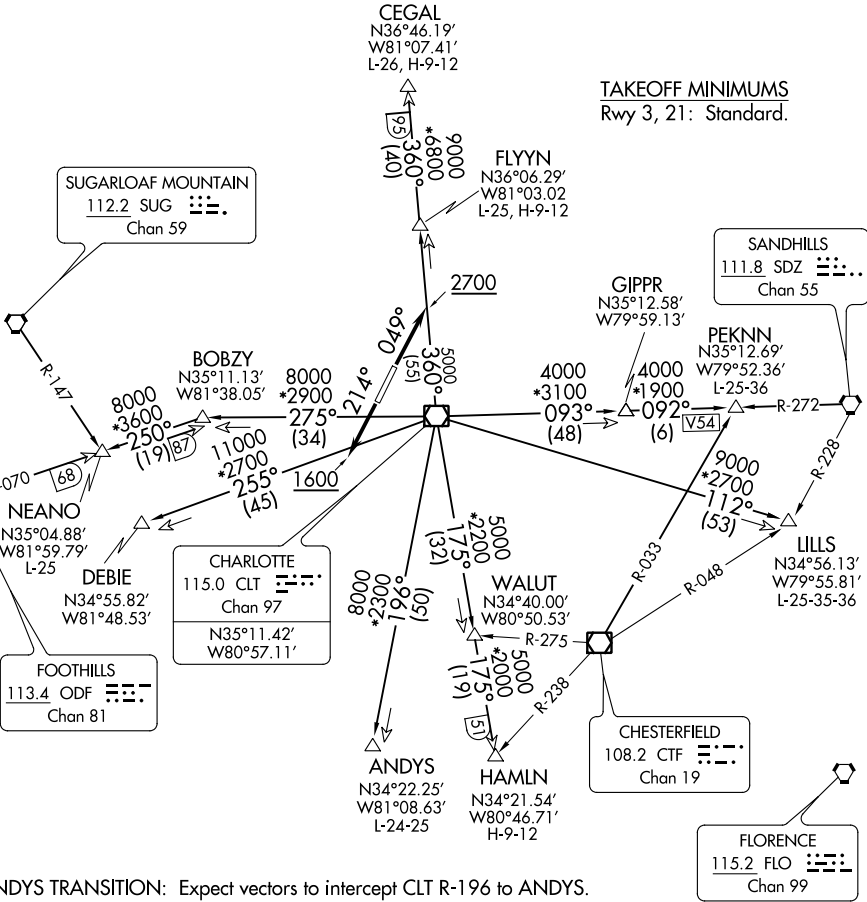 CEGAL
N36°46.19′
W81°07.41′
L-26, H-9-12
TAKEOFF MINIMUMS
Rwy 3, 21: Standard.
9000
*6800
360°
(40)
95
FLYYN
N36°06.29′
W81°03.02
L-25, H-9-12
SUGARLOAF MOUNTAIN
112.2 SUG
Chan 59
SANDHILLS
111.8 SDZ
Chan 55
2700
GIPPR
N35°12.58′
W79°59.13′
PEKNN
N35°12.69′
W79°52.36′
L-25-36
049°
214°
5000
360°
(55)
R-147
BOBZY
N35°11.13′
W81°38.05′
8000
*2900
275°
(34)
4000
*3100
093°
(48)
4000
*1900
092°
(6)
V54
R-272
R-228
8000
*3600
250°
(19)
87
-070
68
11000
*2700
255°
(45)
1600
9000
*2700
112°
(53)
NEANO
N35°04.88′
W81°59.79′
L-25
DEBIE
N34°55.82′
W81°48.53′
CHARLOTTE
115.0 CLT
Chan 97
N35°11.42′
W80°57.11′
8000
*2300
196°
(50)
5000
*2200
175°
(32)
WALUT
N34°40.00′
W80°50.53′
R-275
R-033
R-048
LILLS
N34°56.13′
W79°55.81′
L-25-35-36
FOOTHILLS
113.4 ODF
Chan 81
5000
*2000
175°
(19)
51
R-238
CHESTERFIELD
108.2 CTF
Chan 19
ANDYS
N34°22.25′
W81°08.63′
L-24-25
HAMLN
N34°21.54′
W80°46.71′
H-9-12
FLORENCE
115.2 FLO
Chan 99
NDYS TRANSITION: Expect vectors to intercept CLT R-196 to ANDYS.